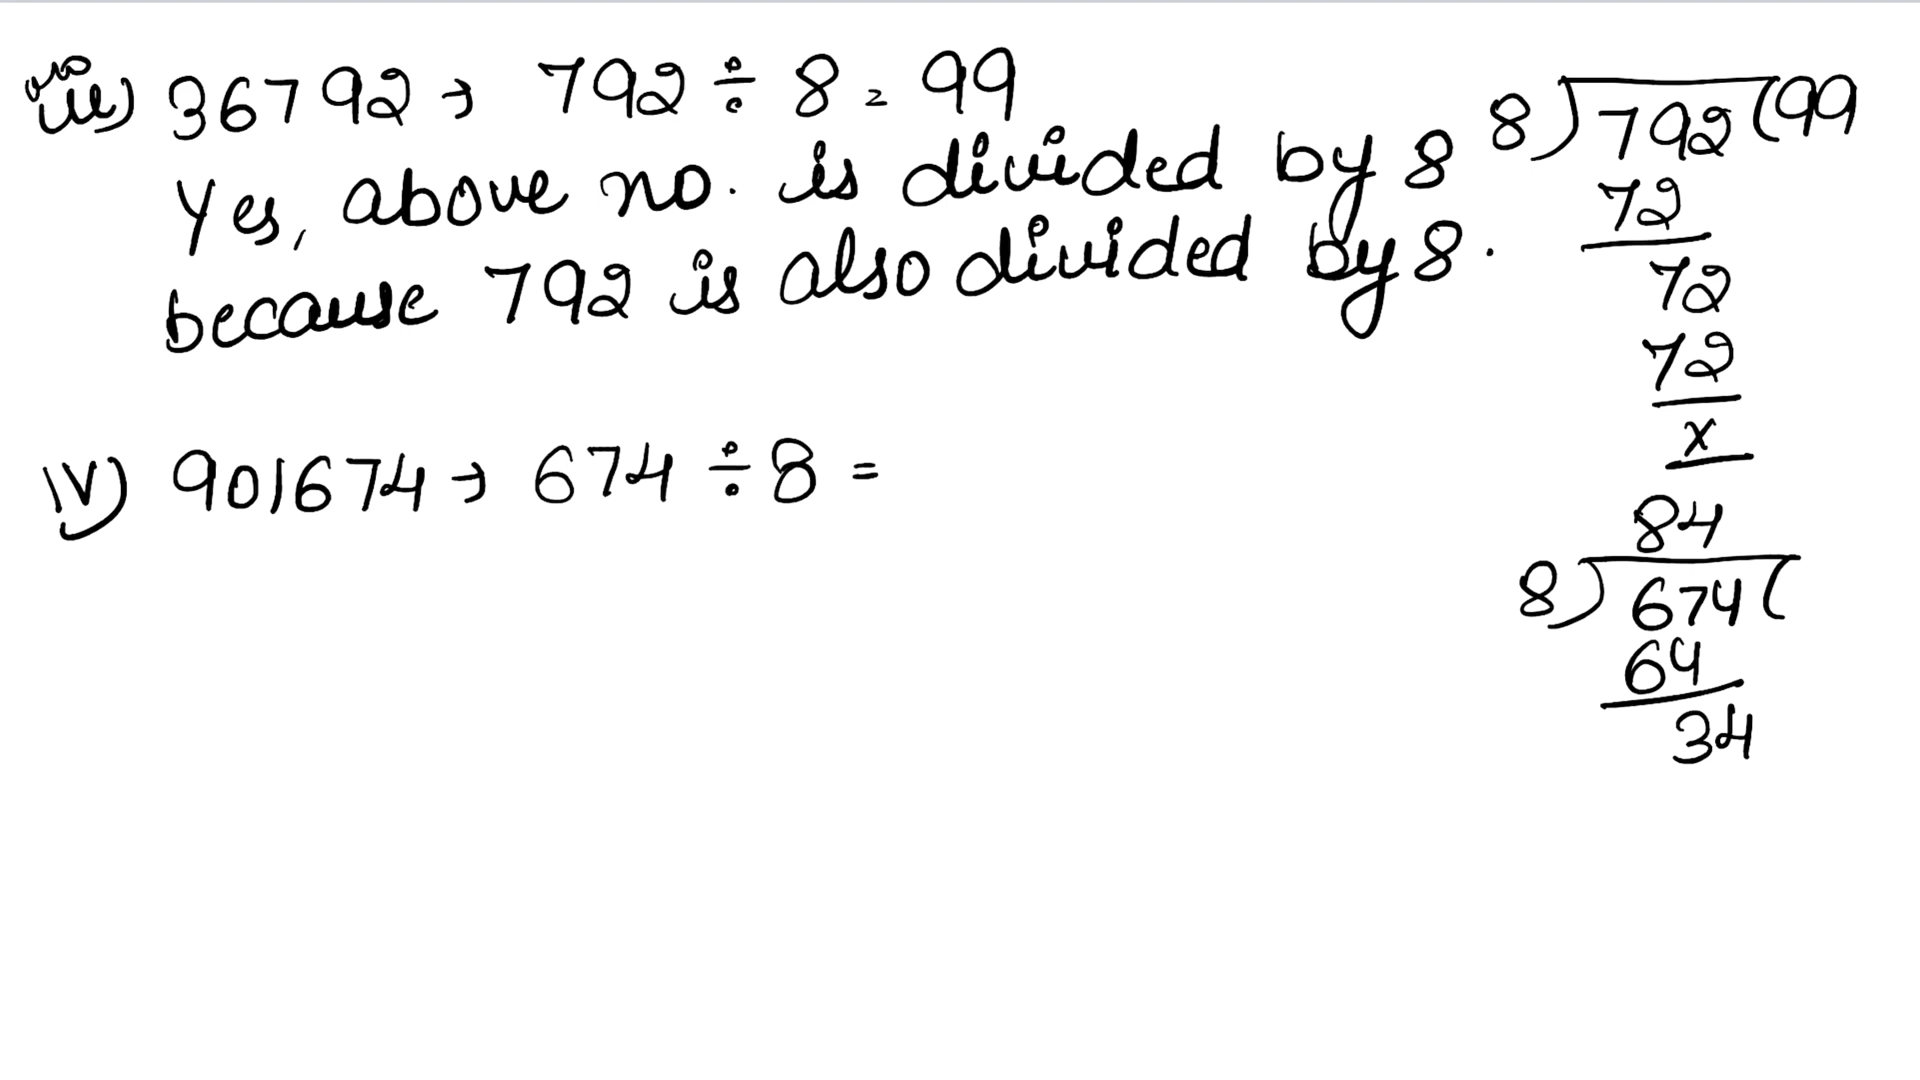 iii) 36792 → 792 ÷ 8 = 99
Yes, above no. is divided by 8
because 792 is also divided by 8.
8)792(99
72
72
72
x
IV) 901674 → 674 ÷ 8 =
84
8)674(
64
34